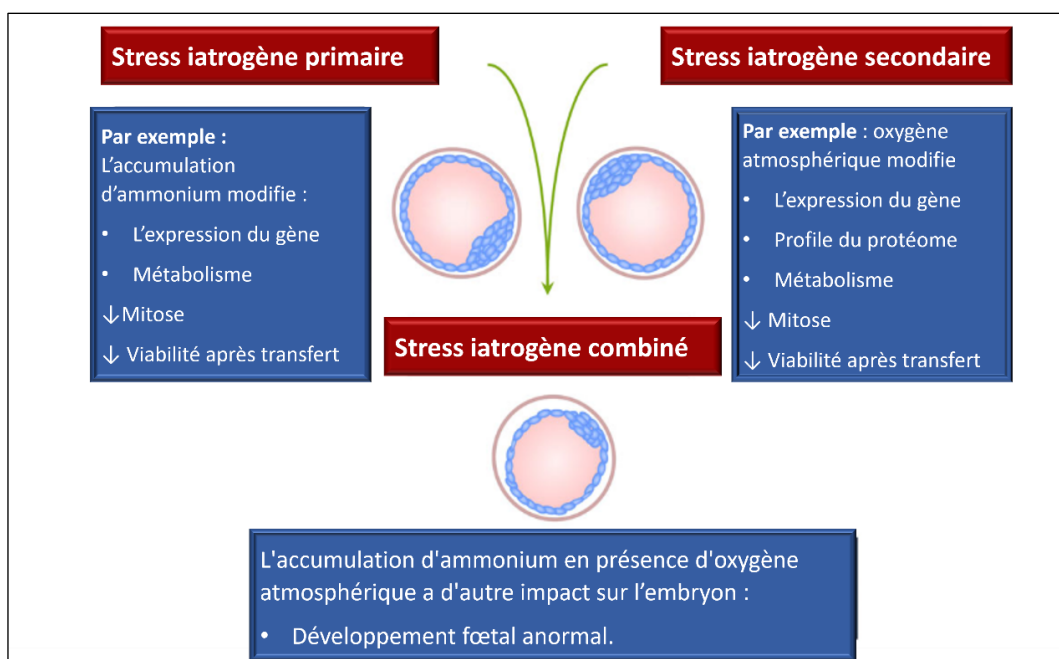 Stress iatrogène primaire
Stress iatrogène secondaire
Par exemple :
L’accumulation
d’ammonium modifie :
• L’expression du gène
• Métabolisme
↓Mitose
↓ Viabilité après transfert
Par exemple : oxygène
atmosphérique modifie
• L’expression du gène
• Profile du protéome
• Métabolisme
↓ Mitose
↓ Viabilité après transfert
Stress iatrogène combiné
L'accumulation d'ammonium en présence d'oxygène
atmosphérique a d'autre impact sur l’embryon :
• Développement fœtal anormal.